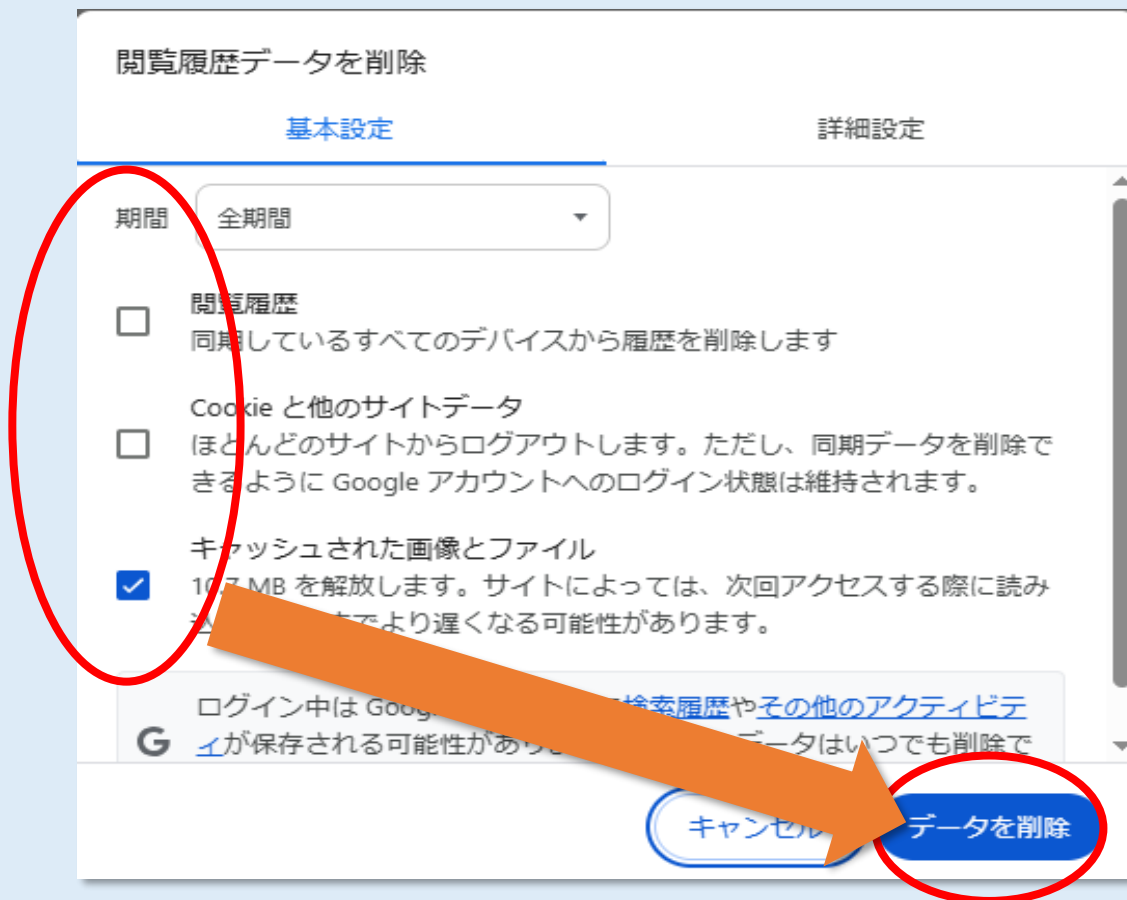 閲覧履歴データを削除
基本設定 詳細設定
期間 全期間
閲覧履歴
同期しているすべてのデバイスから履歴を削除します
Cookie と他のサイトデータ
ほとんどのサイトからログアウトします。ただし、同期データを削除で
きるように Google アカウントへのログイン状態は維持されます。
キャッシュされた画像とファイル
10.7 MB を解放します。サイトによっては、次回アクセスする際に読み
でより遅くなる可能性があります。
ログイン中は 検索履歴やその他のアクティビテ
G ィが保存される可能性があ データはいつでも削除で
キャンセル データを削除